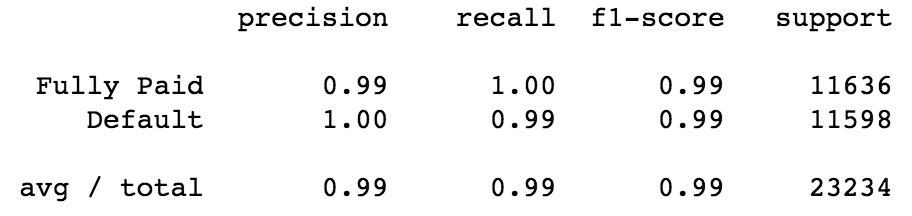 precision recall f1-score support
Fully Paid 0.99 1.00 0.99 11636
Default 1.00 0.99 0.99 11598
avg / total 0.99 0.99 0.99 23234